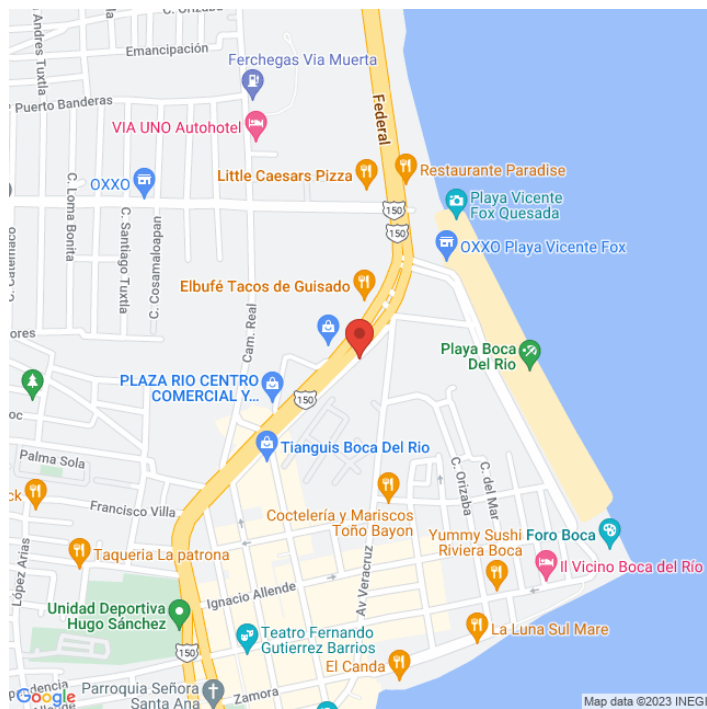 C. Orizaba
Andres Tuxtla
Emancipación
Ferchegas Via Muerta
Puerto Banderas
Federal
VIA UNO Autohotel
Little Caesars Pizza
Restaurante Paradise
OXXO
C. Loma Bonita
C. Santiago Tuxtla
C. Cosamaloapan
150
150
Playa Vicente
Fox Quesada
OXXO Playa Vicente Fox
Elbufé Tacos de Guisado
Cam. Real
ores
Playa Boca
Del Rio
PLAZA RIO CENTRO
COMERCIAL Y...
150
oc
Tianguis Boca Del Rio
Palma Sola
C. Orizaba
C. del Mar
ck
Francisco Villa
Coctelería y Mariscos
Toño Bayon
Yummy Sushi
Riviera Boca
Foro Boca
Taqueria La patrona
Il Vicino Boca del Río
López Arias
Av Veracruz
Ignacio Allende
Unidad Deportiva
Hugo Sánchez
La Luna Sul Mare
Teatro Fernando
Gutierrez Barrios
150
El Canda
pendencia
Parroquia Señora
Santa Ana
Zamora
Allende
Google
Map data ©2023 INEGI